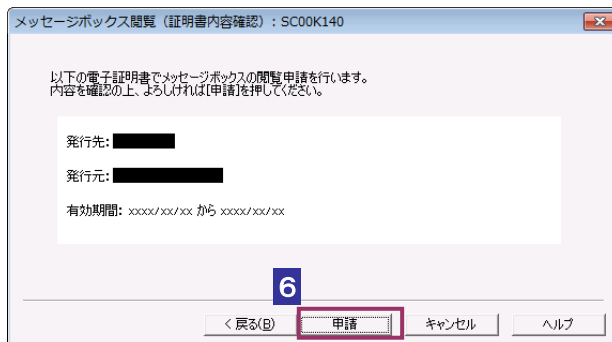 メッセージボックス閲覧（証明書内容確認）：SC00K140
以下の電子証明書でメッセージボックスの閲覧申請を行います。
内容を確認の上、よろしければ[申請]を押してください。
発行先：
発行元：
有効期間： xxxx/xx/xx から xxxx/xx/xx
6
＜戻る(B) 申請 キャンセル ヘルプ